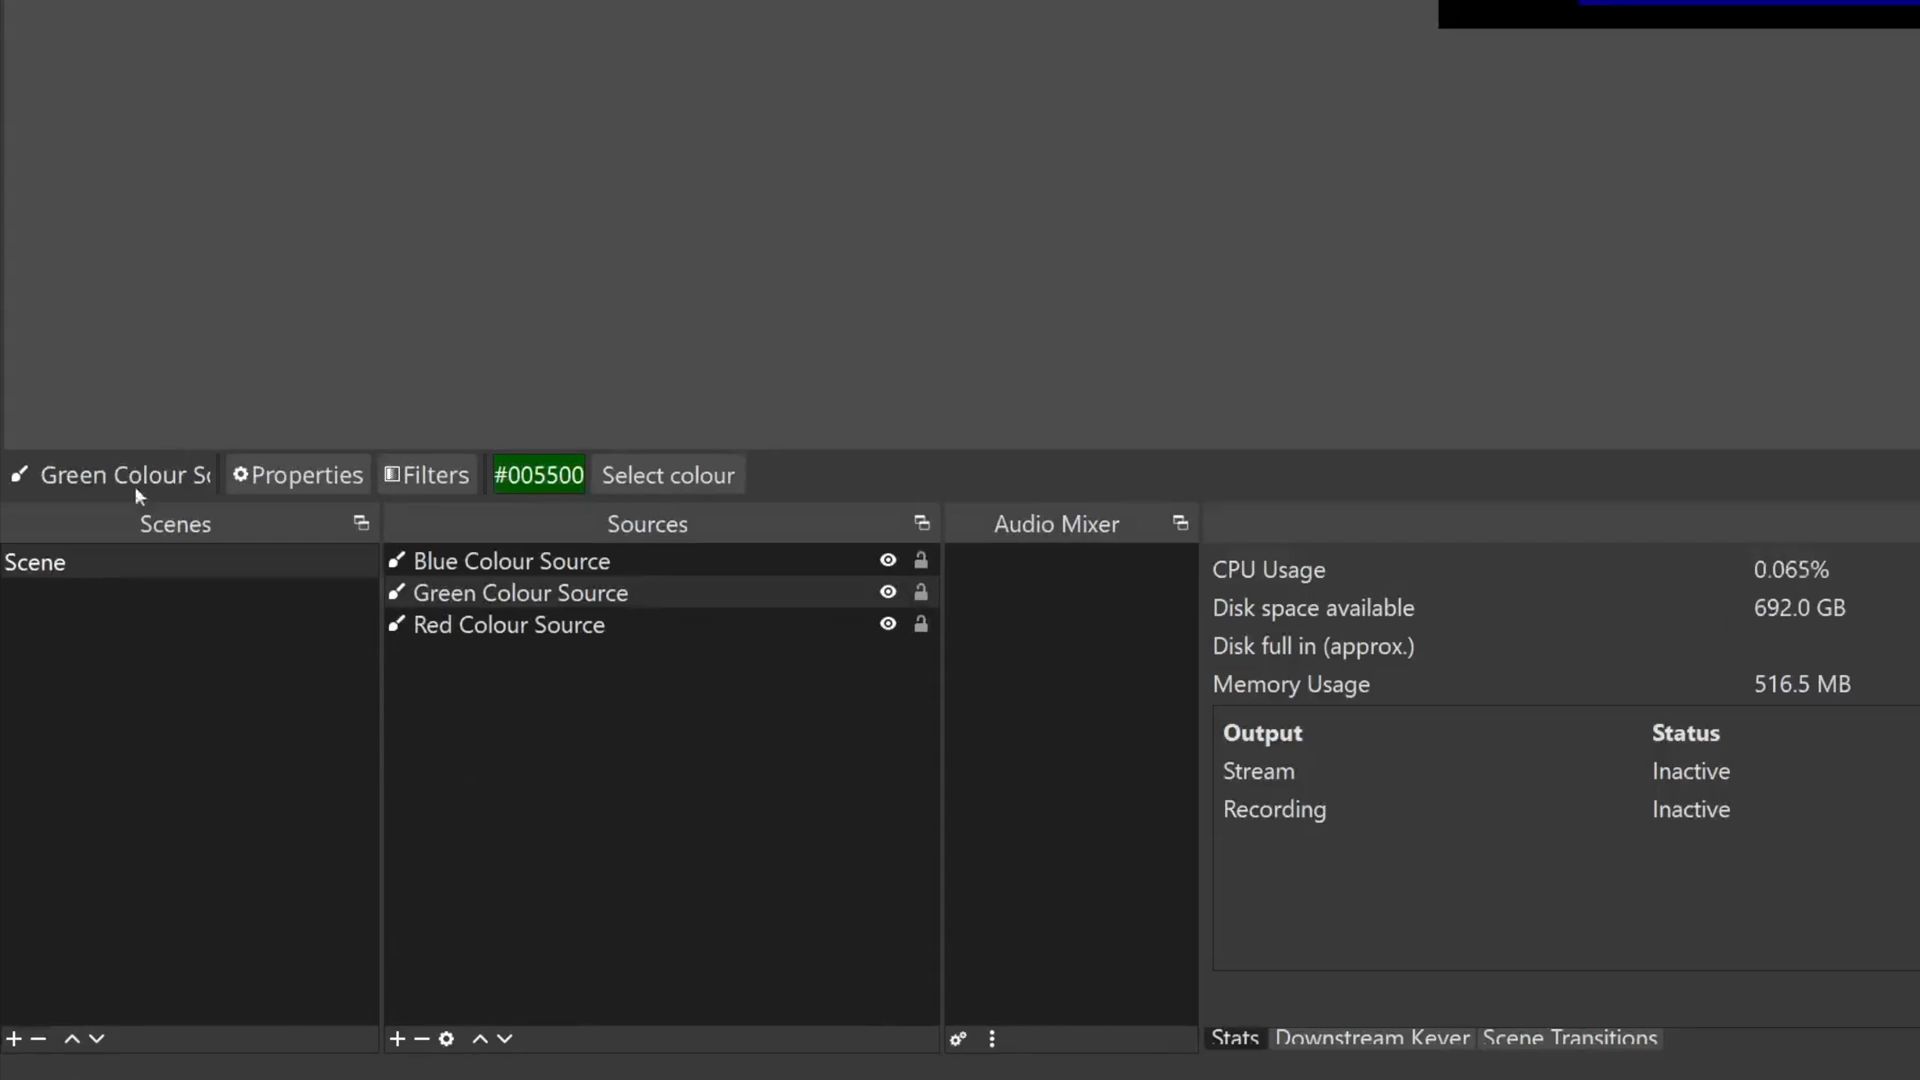 Green Colour So
Properties
Filters
#005500
Select colour
Scenes
Sources
Audio Mixer
Scene
Blue Colour Source
Green Colour Source
Red Colour Source
CPU Usage 0.065%
Disk space available 692.0 GB
Disk full in (approx.)
Memory Usage 516.5 MB
Output Status
Stream Inactive
Recording Inactive
Stats Downstream Keyer Scene Transitions